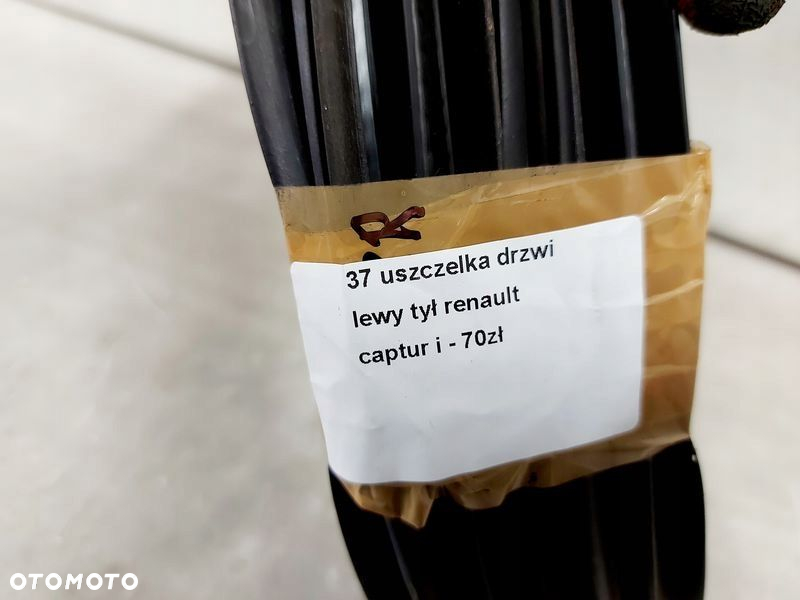 37 uszczelka drzwi
lewy tył renault
captur i - 70zł
OTOMOTO